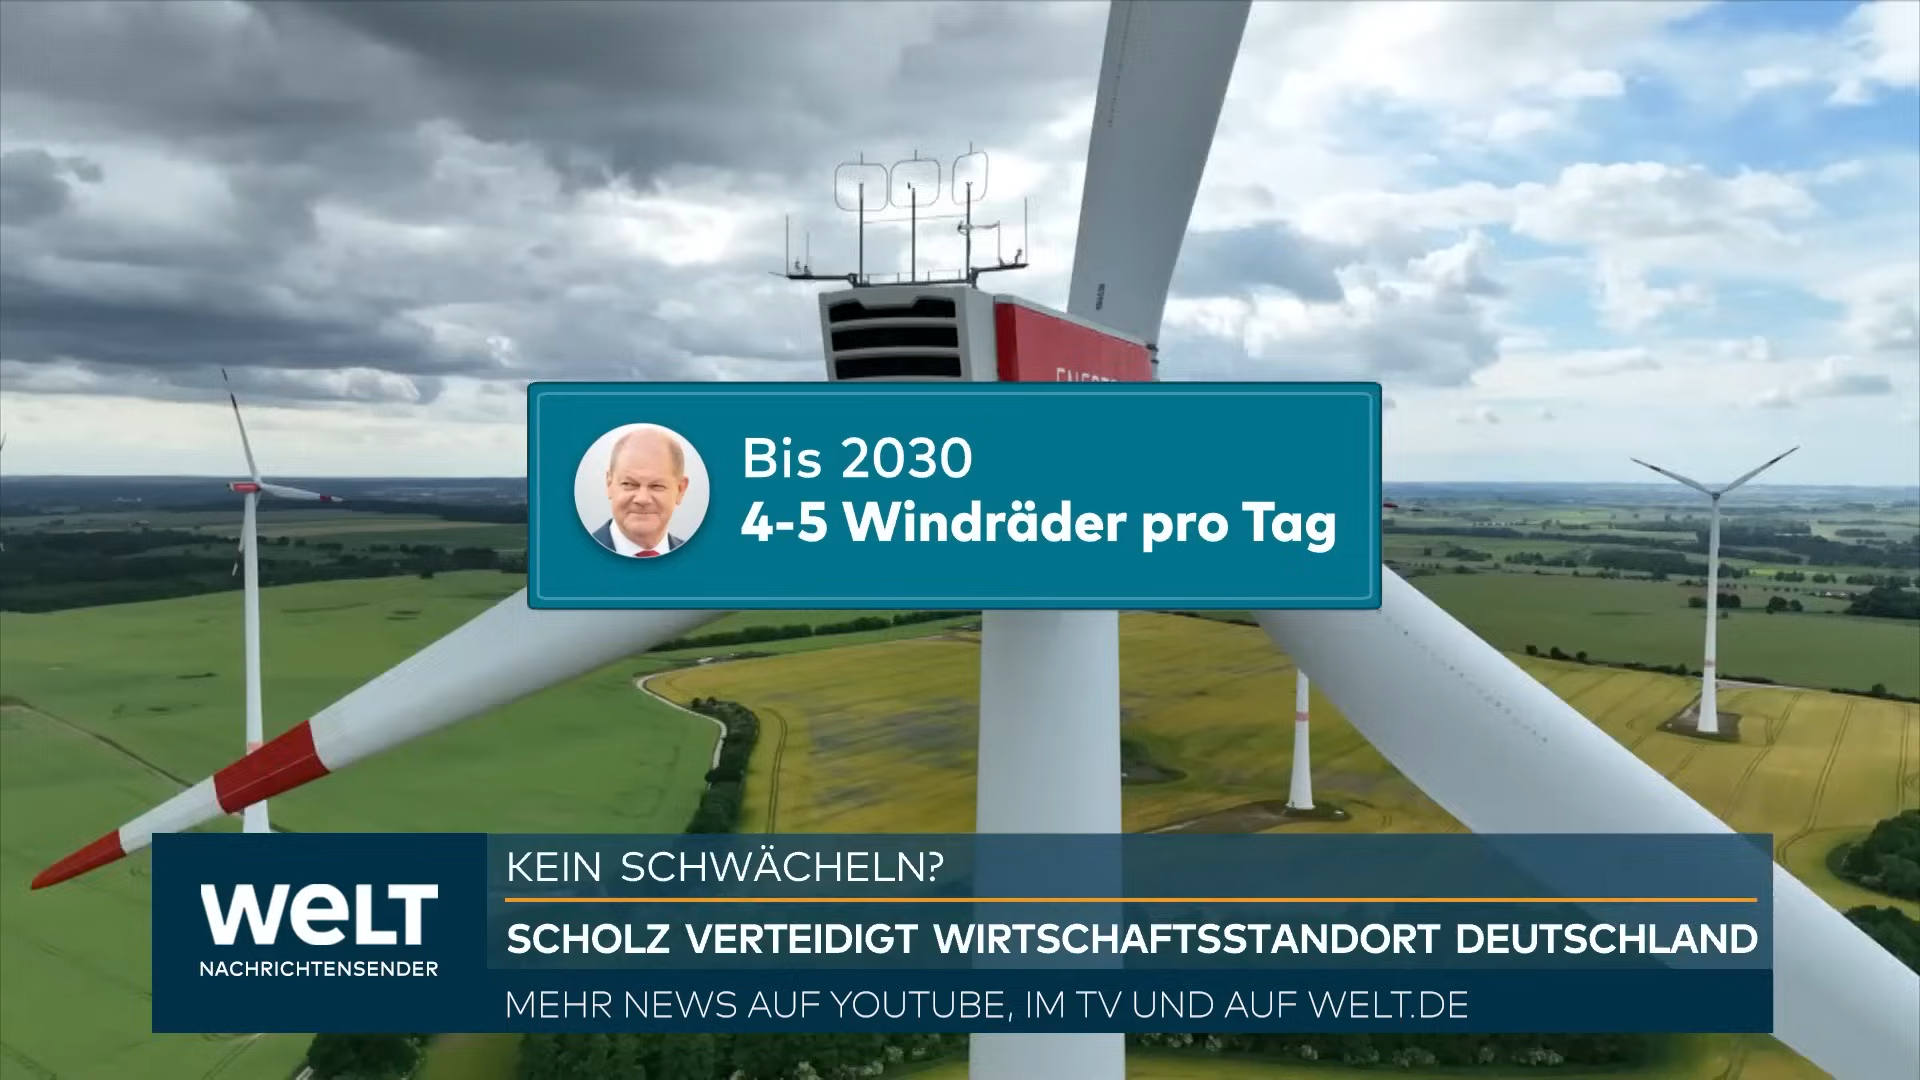 Bis 2030
4-5 Windräder pro Tag
KEIN SCHWÄCHELN?
WELT
NACHRICHTENSENDER
SCHOLZ VERTEIDIGT WIRTSCHAFTSSTANDORT DEUTSCHLAND
MEHR NEWS AUF YOUTUBE, IM TV UND AUF WELT.DE